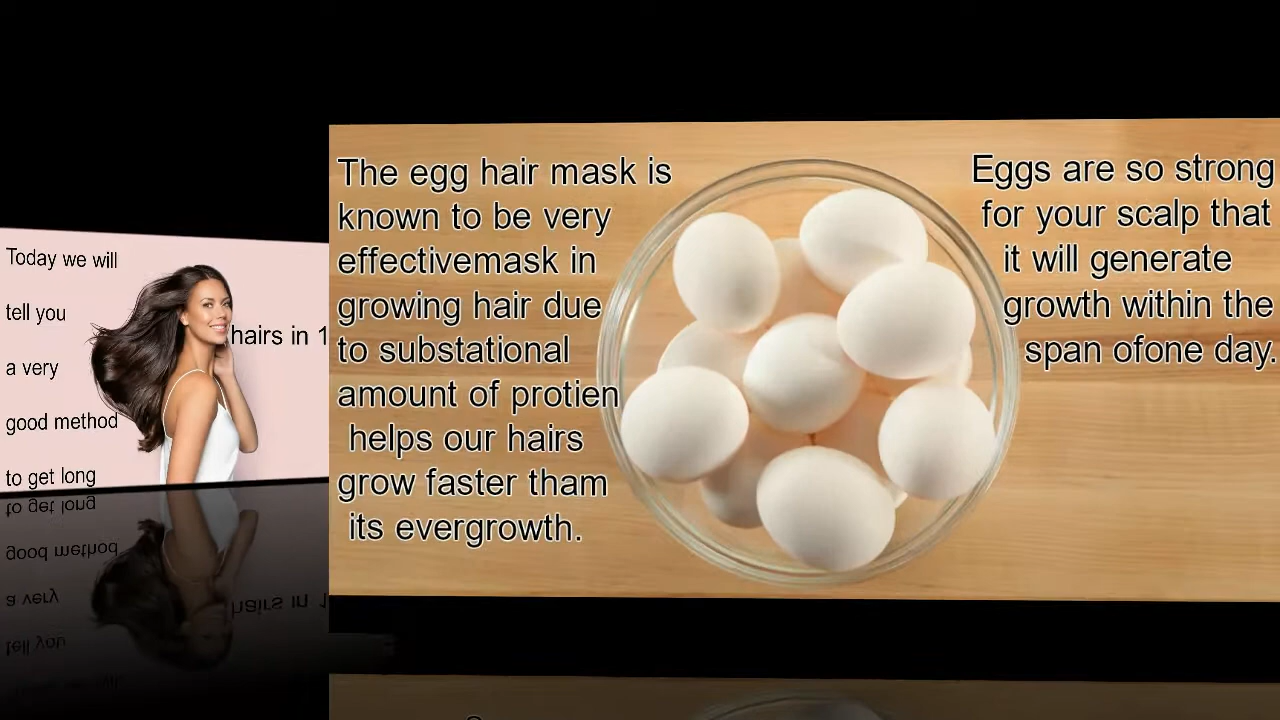 Today we will
tell you
a very
good method
to get long
hairs in 1
The egg hair mask is
known to be very
effectivemask in
growing hair due
to substational
amount of protien
helps our hairs
grow faster tham
its evergrowth.
Eggs are so strong
for your scalp that
it will generate
growth within the
span ofone day.